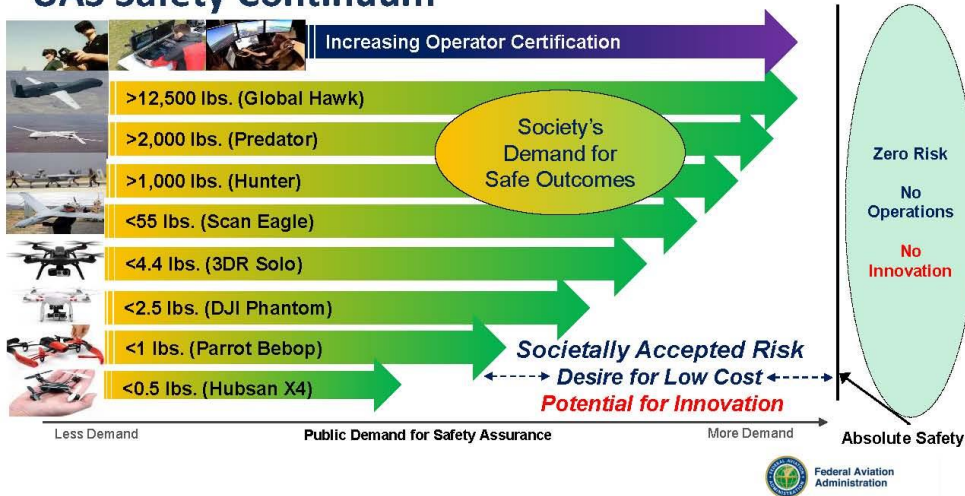 UAS Safety Continuum
Increasing Operator Certification
>12,500 lbs. (Global Hawk)
>2,000 lbs. (Predator)
>1,000 lbs. (Hunter)
<55 lbs. (Scan Eagle)
<4.4 lbs. (3DR Solo)
<2.5 lbs. (DJI Phantom)
<1 lbs. (Parrot Bebop)
<0.5 lbs. (Hubsan X4)
Society's
Demand for
Safe Outcomes
Societally Accepted Risk
Desire for Low Cost
Potential for Innovation
Zero Risk
No
Operations
No
Innovation
Less Demand
Public Demand for Safety Assurance
More Demand
Absolute Safety
Federal Aviation
Administration